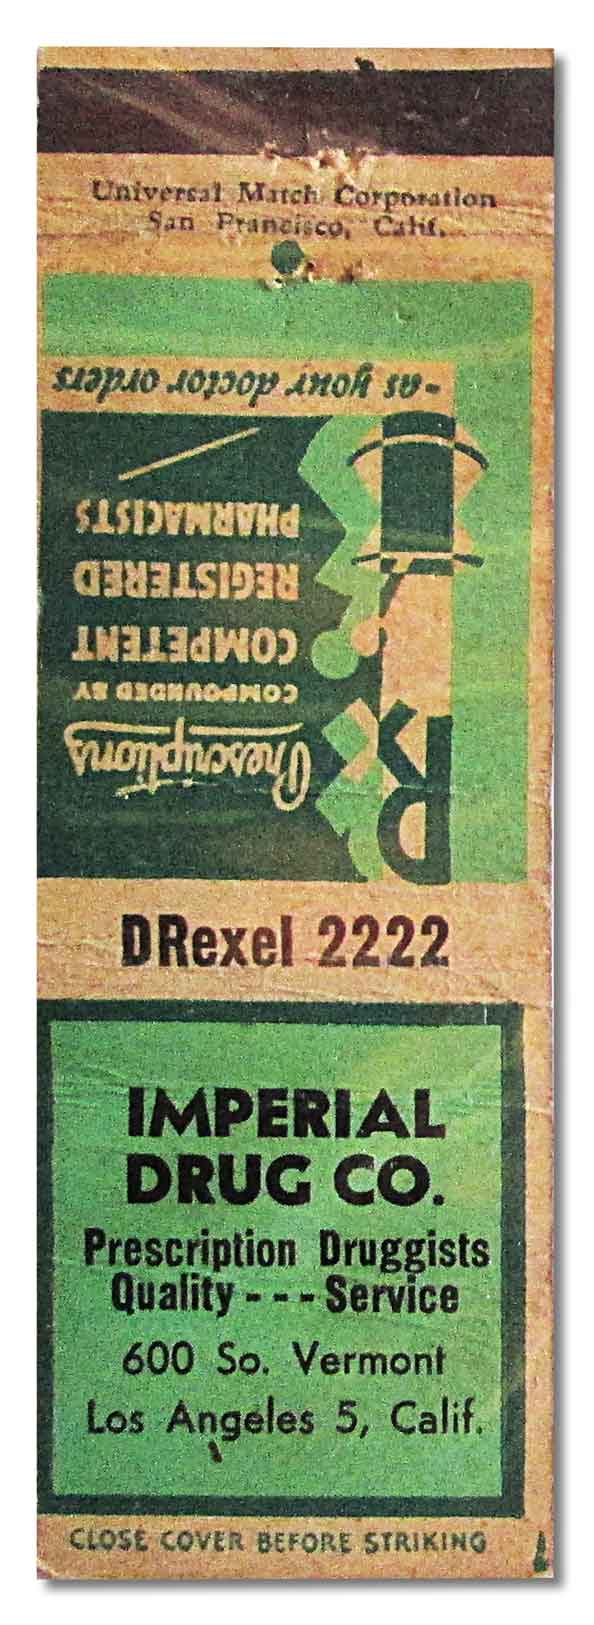 Universal Match Corporation
San Francisco, Calif.
Prescriptions
COMPOUNDED BY
COMPETENT
REGISTERED
PHARMACISTS
-as your doctor orders
Rx
DRexel 2222
IMPERIAL
DRUG CO.
Prescription Druggists
Quality - - - Service
600 So. Vermont
Los Angeles 5, Calif.
CLOSE COVER BEFORE STRIKING